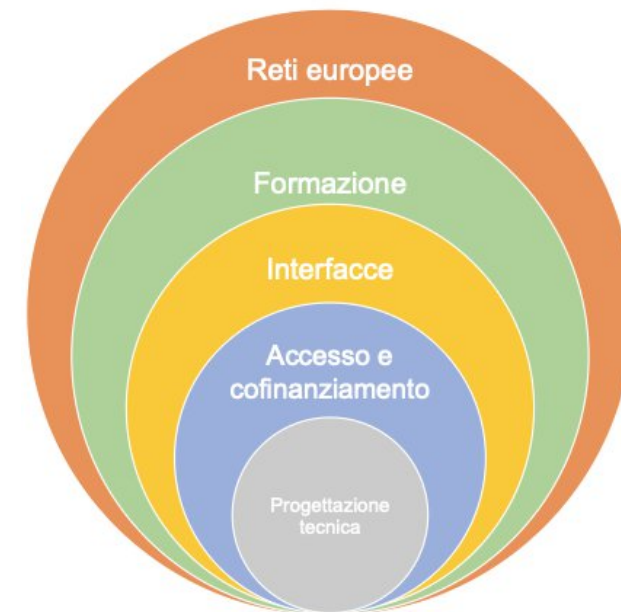 Reti europee
Formazione
Interfacce
Accesso e
cofinanziamento
Progettazione
tecnica